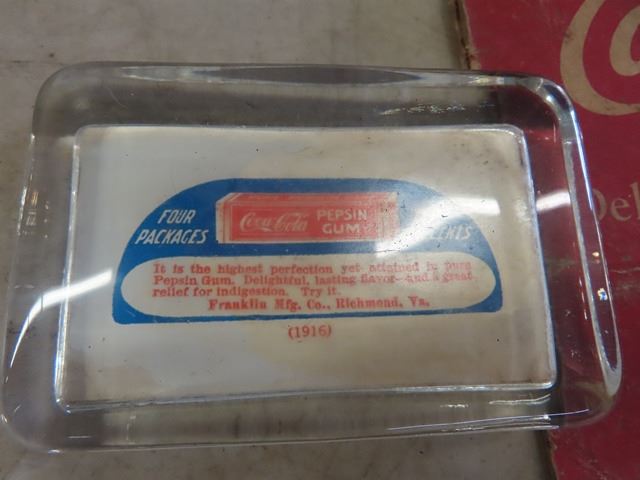 FOUR
PACKAGES
Coca-Cola PEPSIN
GUM
It is the highest perfection yet attained in pure
Pepsin Gum. Delightful, lasting flavor—and a great
relief for indigestion. Try it.
Franklin Mfg. Co., Richmond, Va.
(1916)
Del